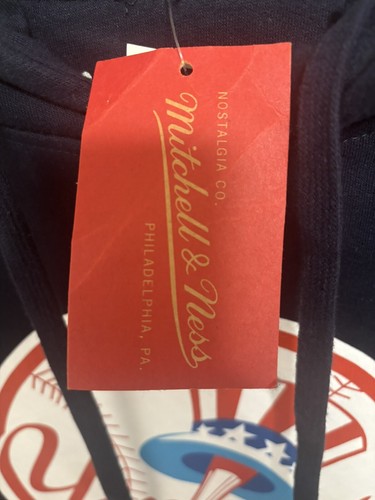 NOSTALGIA CO.
Mitchell & Ness
PHILADELPHIA, PA.